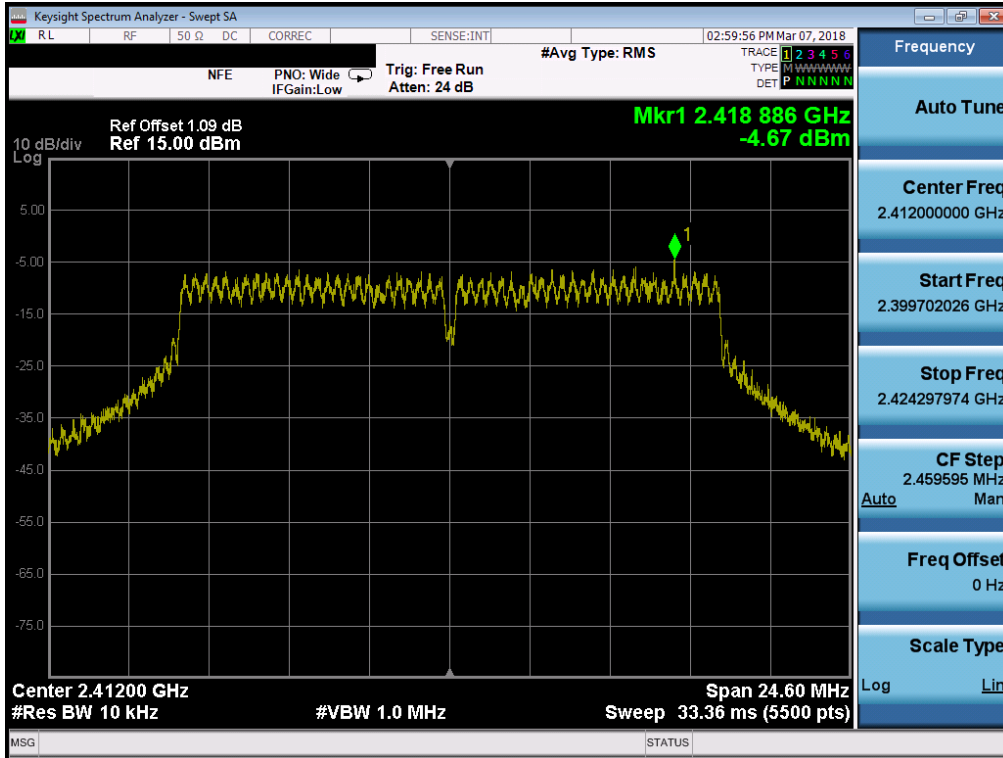 Keysight Spectrum Analyzer - Swept SA
LXI RL RF 50 Ω DC CORREC SENSE:INT 02:59:56 PM Mar 07, 2018
NFE
PNO: Wide
IFGain:Low
Trig: Free Run
Atten: 24 dB
#Avg Type: RMS
TRACE 1 2 3 4 5 6
TYPE M WWWWW
DET P N N N N N
Mkr1 2.418 886 GHz
-4.67 dBm
10 dB/div
Log
Ref Offset 1.09 dB
Ref 15.00 dBm
5.00
-5.00
-15.0
-25.0
-35.0
-45.0
-55.0
-65.0
-75.0
1
Center 2.41200 GHz
#Res BW 10 kHz
#VBW 1.0 MHz
Span 24.60 MHz
Sweep 33.36 ms (5500 pts)
MSG
STATUS
Frequency
Auto Tune
Center Freq
2.412000000 GHz
Start Freq
2.399702026 GHz
Stop Freq
2.424297974 GHz
CF Step
2.459595 MHz
Auto Man
Freq Offset
0 Hz
Scale Type
Log Lin